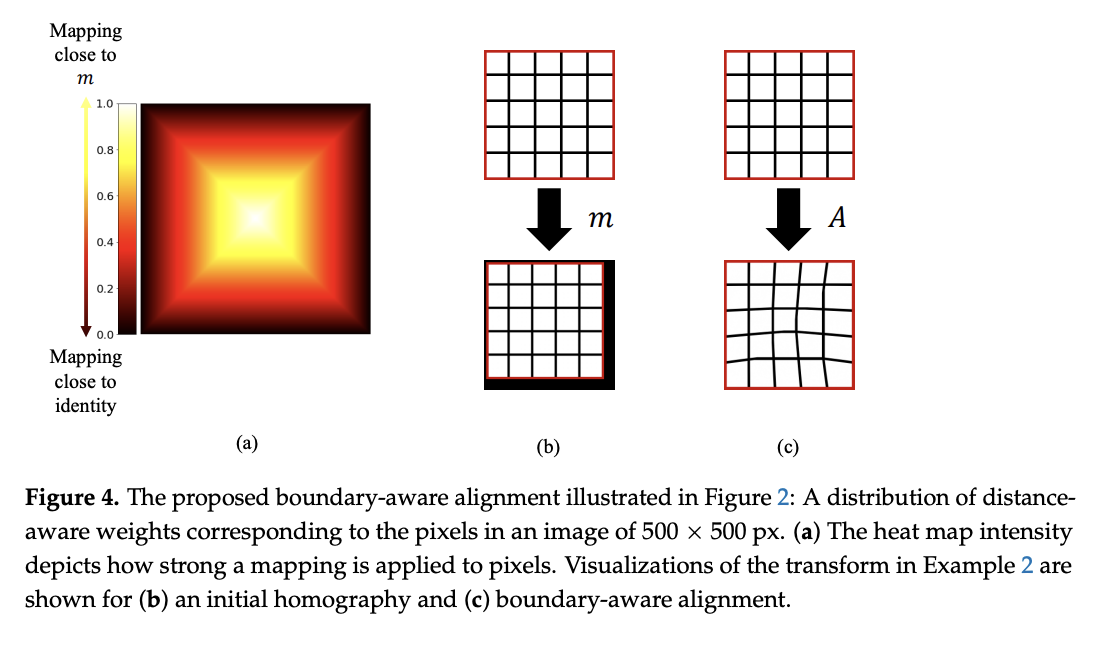 Mapping
close to
m
1.0
0.8
0.6
0.4
0.2
0.0
Mapping
close to
identity
(a)
m
(b)
A
(c)
Figure 4. The proposed boundary-aware alignment illustrated in Figure 2: A distribution of distance-
aware weights corresponding to the pixels in an image of 500 × 500 px. (a) The heat map intensity
depicts how strong a mapping is applied to pixels. Visualizations of the transform in Example 2 are
shown for (b) an initial homography and (c) boundary-aware alignment.